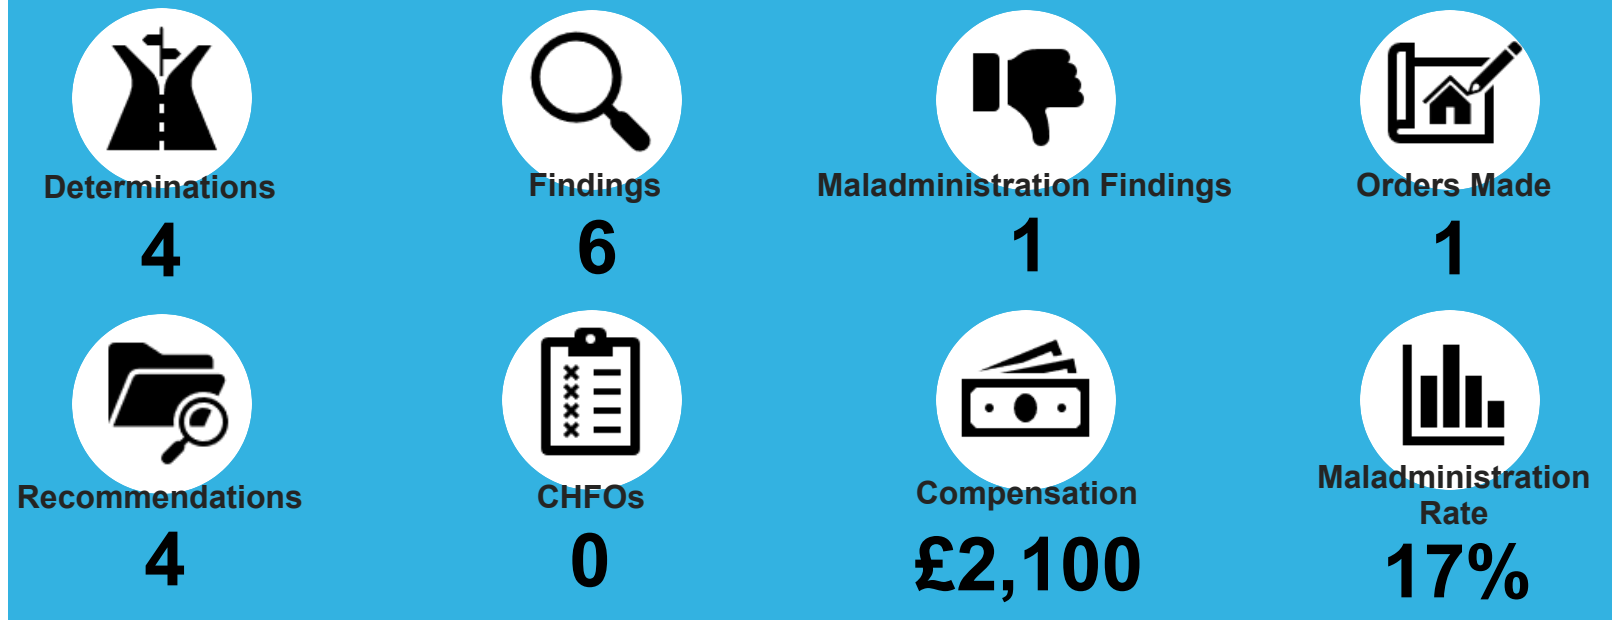 Determinations
4
Findings
6
Maladministration Findings
1
Orders Made
1
Recommendations
4
CHFOs
0
Compensation
£2,100
Maladministration
Rate
17%